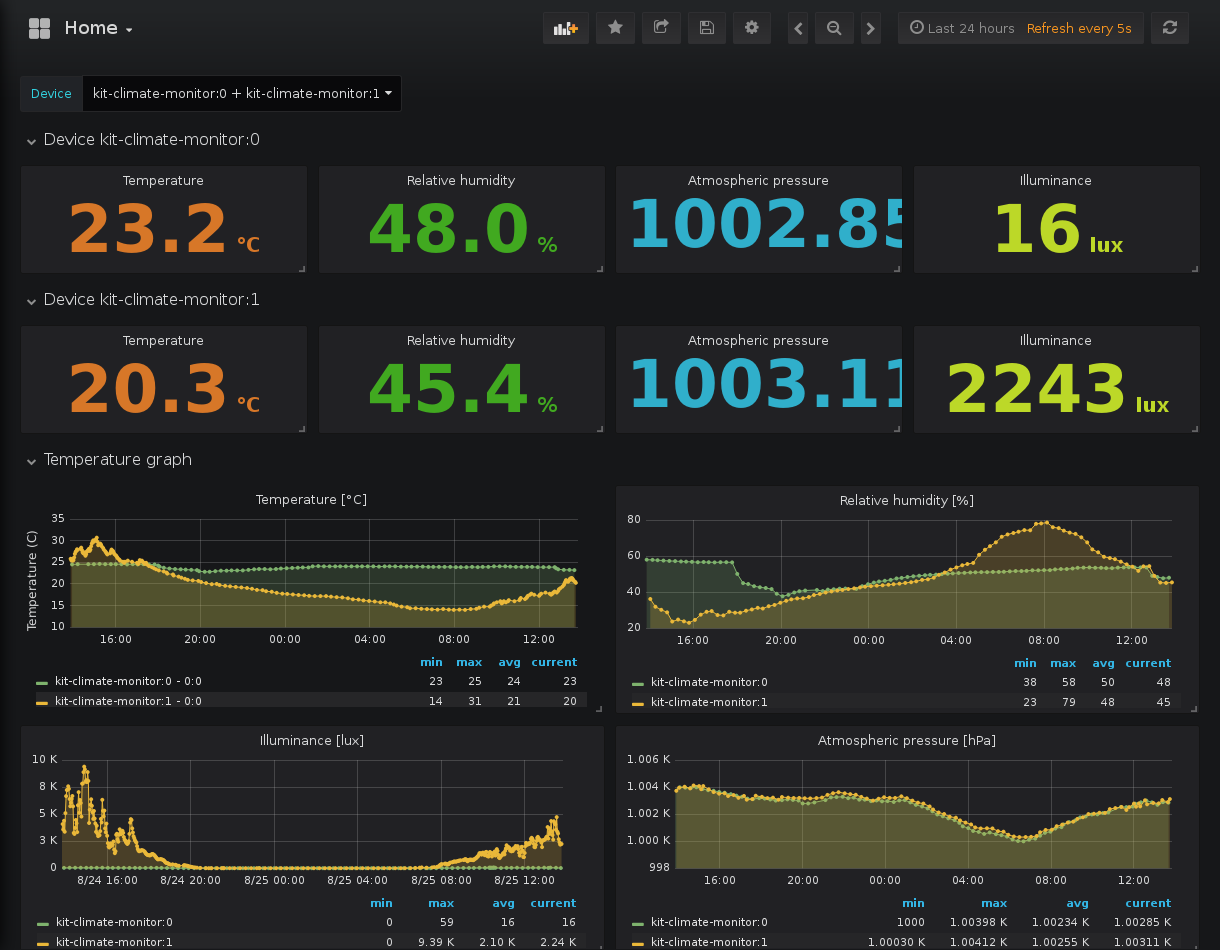 Home
Last 24 hours Refresh every 5s
Device kit-climate-monitor:0 + kit-climate-monitor:1
Device kit-climate-monitor:0
Temperature Relative humidity Atmospheric pressure Illuminance
23.2 °C 48.0 % 1002.85 16 lux
Device kit-climate-monitor:1
Temperature Relative humidity Atmospheric pressure Illuminance
20.3 °C 45.4 % 1003.11 2243 lux
Temperature graph
Temperature [°C]
Temperature (C)
35
30
25
20
15
10
16:00 20:00 00:00 04:00 08:00 12:00
min max avg current
kit-climate-monitor:0 - 0:0 23 25 24 23
kit-climate-monitor:1 - 0:0 14 31 21 20
Relative humidity [%]
80
60
40
20
16:00 20:00 00:00 04:00 08:00 12:00
min max avg current
kit-climate-monitor:0 38 58 50 48
kit-climate-monitor:1 23 79 48 45
Illuminance [lux]
10 K
8 K
5 K
3 K
0
8/24 16:00 8/24 20:00 8/25 00:00 8/25 04:00 8/25 08:00 8/25 12:00
min max avg current
kit-climate-monitor:0 0 59 16 16
kit-climate-monitor:1 0 9.39 K 2.10 K 2.24 K
Atmospheric pressure [hPa]
1.006 K
1.004 K
1.002 K
1.000 K
998
16:00 20:00 00:00 04:00 08:00 12:00
min max avg current
kit-climate-monitor:0 1000 1.00398 K 1.00234 K 1.00285 K
kit-climate-monitor:1 1.00030 K 1.00412 K 1.00255 K 1.00311 K